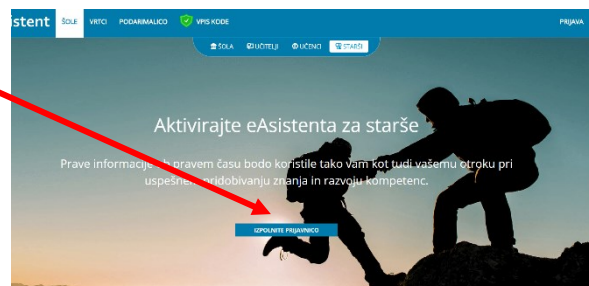 istent ŠOLE VRTCI PODARIMALICO VPIS KODE PRIJAVA
ŠOLA UČITELJI UČENCI STARŠI
Aktivirajte eAsistenta za starše
Prave informacije ob pravem času bodo koristile tako vam kot tudi vašemu otroku pri
uspešnem pridobivanju znanja in razvoju kompetenc.
IZPOLNITE PRIJAVNICO